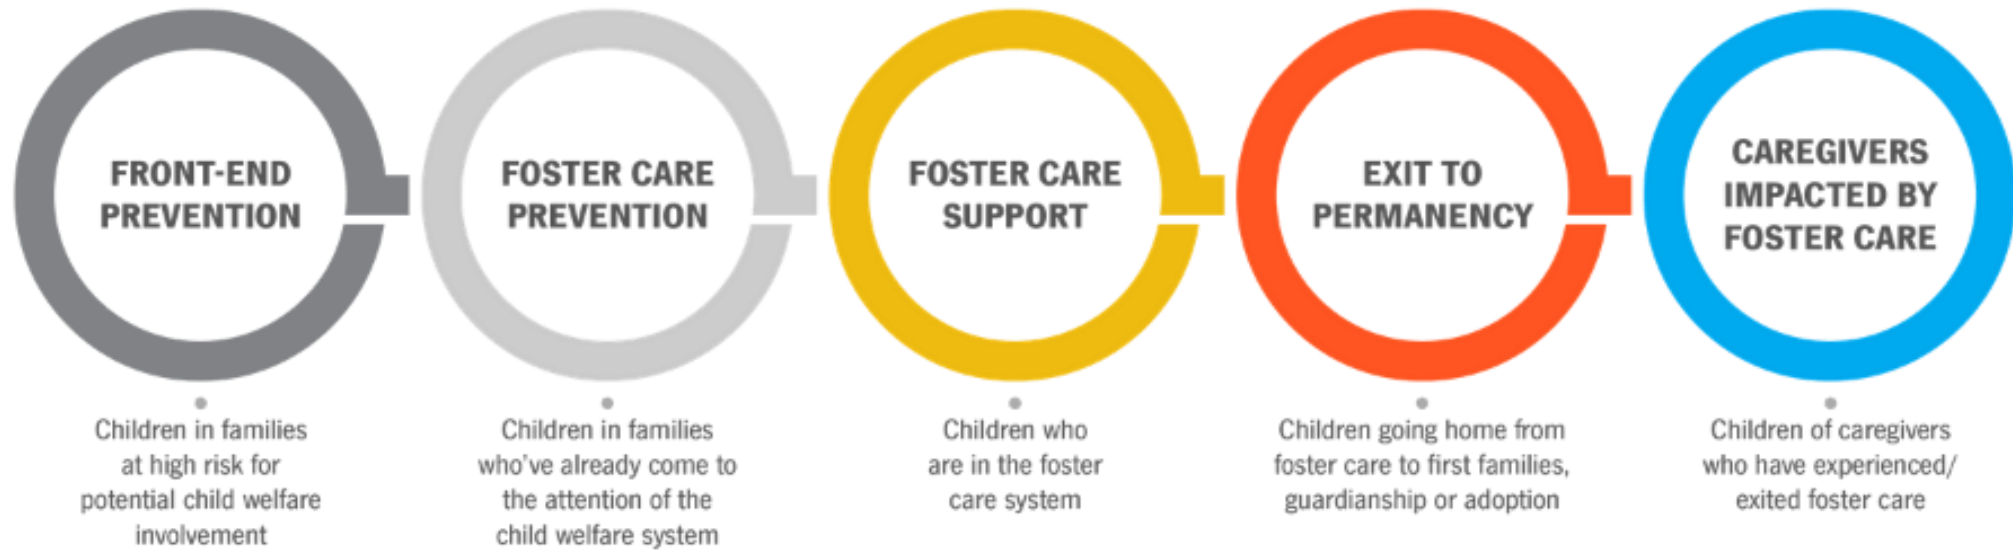 FRONT-END
PREVENTION
Children in families
at high risk for
potential child welfare
involvement
FOSTER CARE
PREVENTION
Children in families
who've already come to
the attention of the
child welfare system
FOSTER CARE
SUPPORT
Children who
are in the foster
care system
EXIT TO
PERMANENCY
Children going home from
foster care to first families,
guardianship or adoption
CAREGIVERS
IMPACTED BY
FOSTER CARE
Children of caregivers
who have experienced/
exited foster care